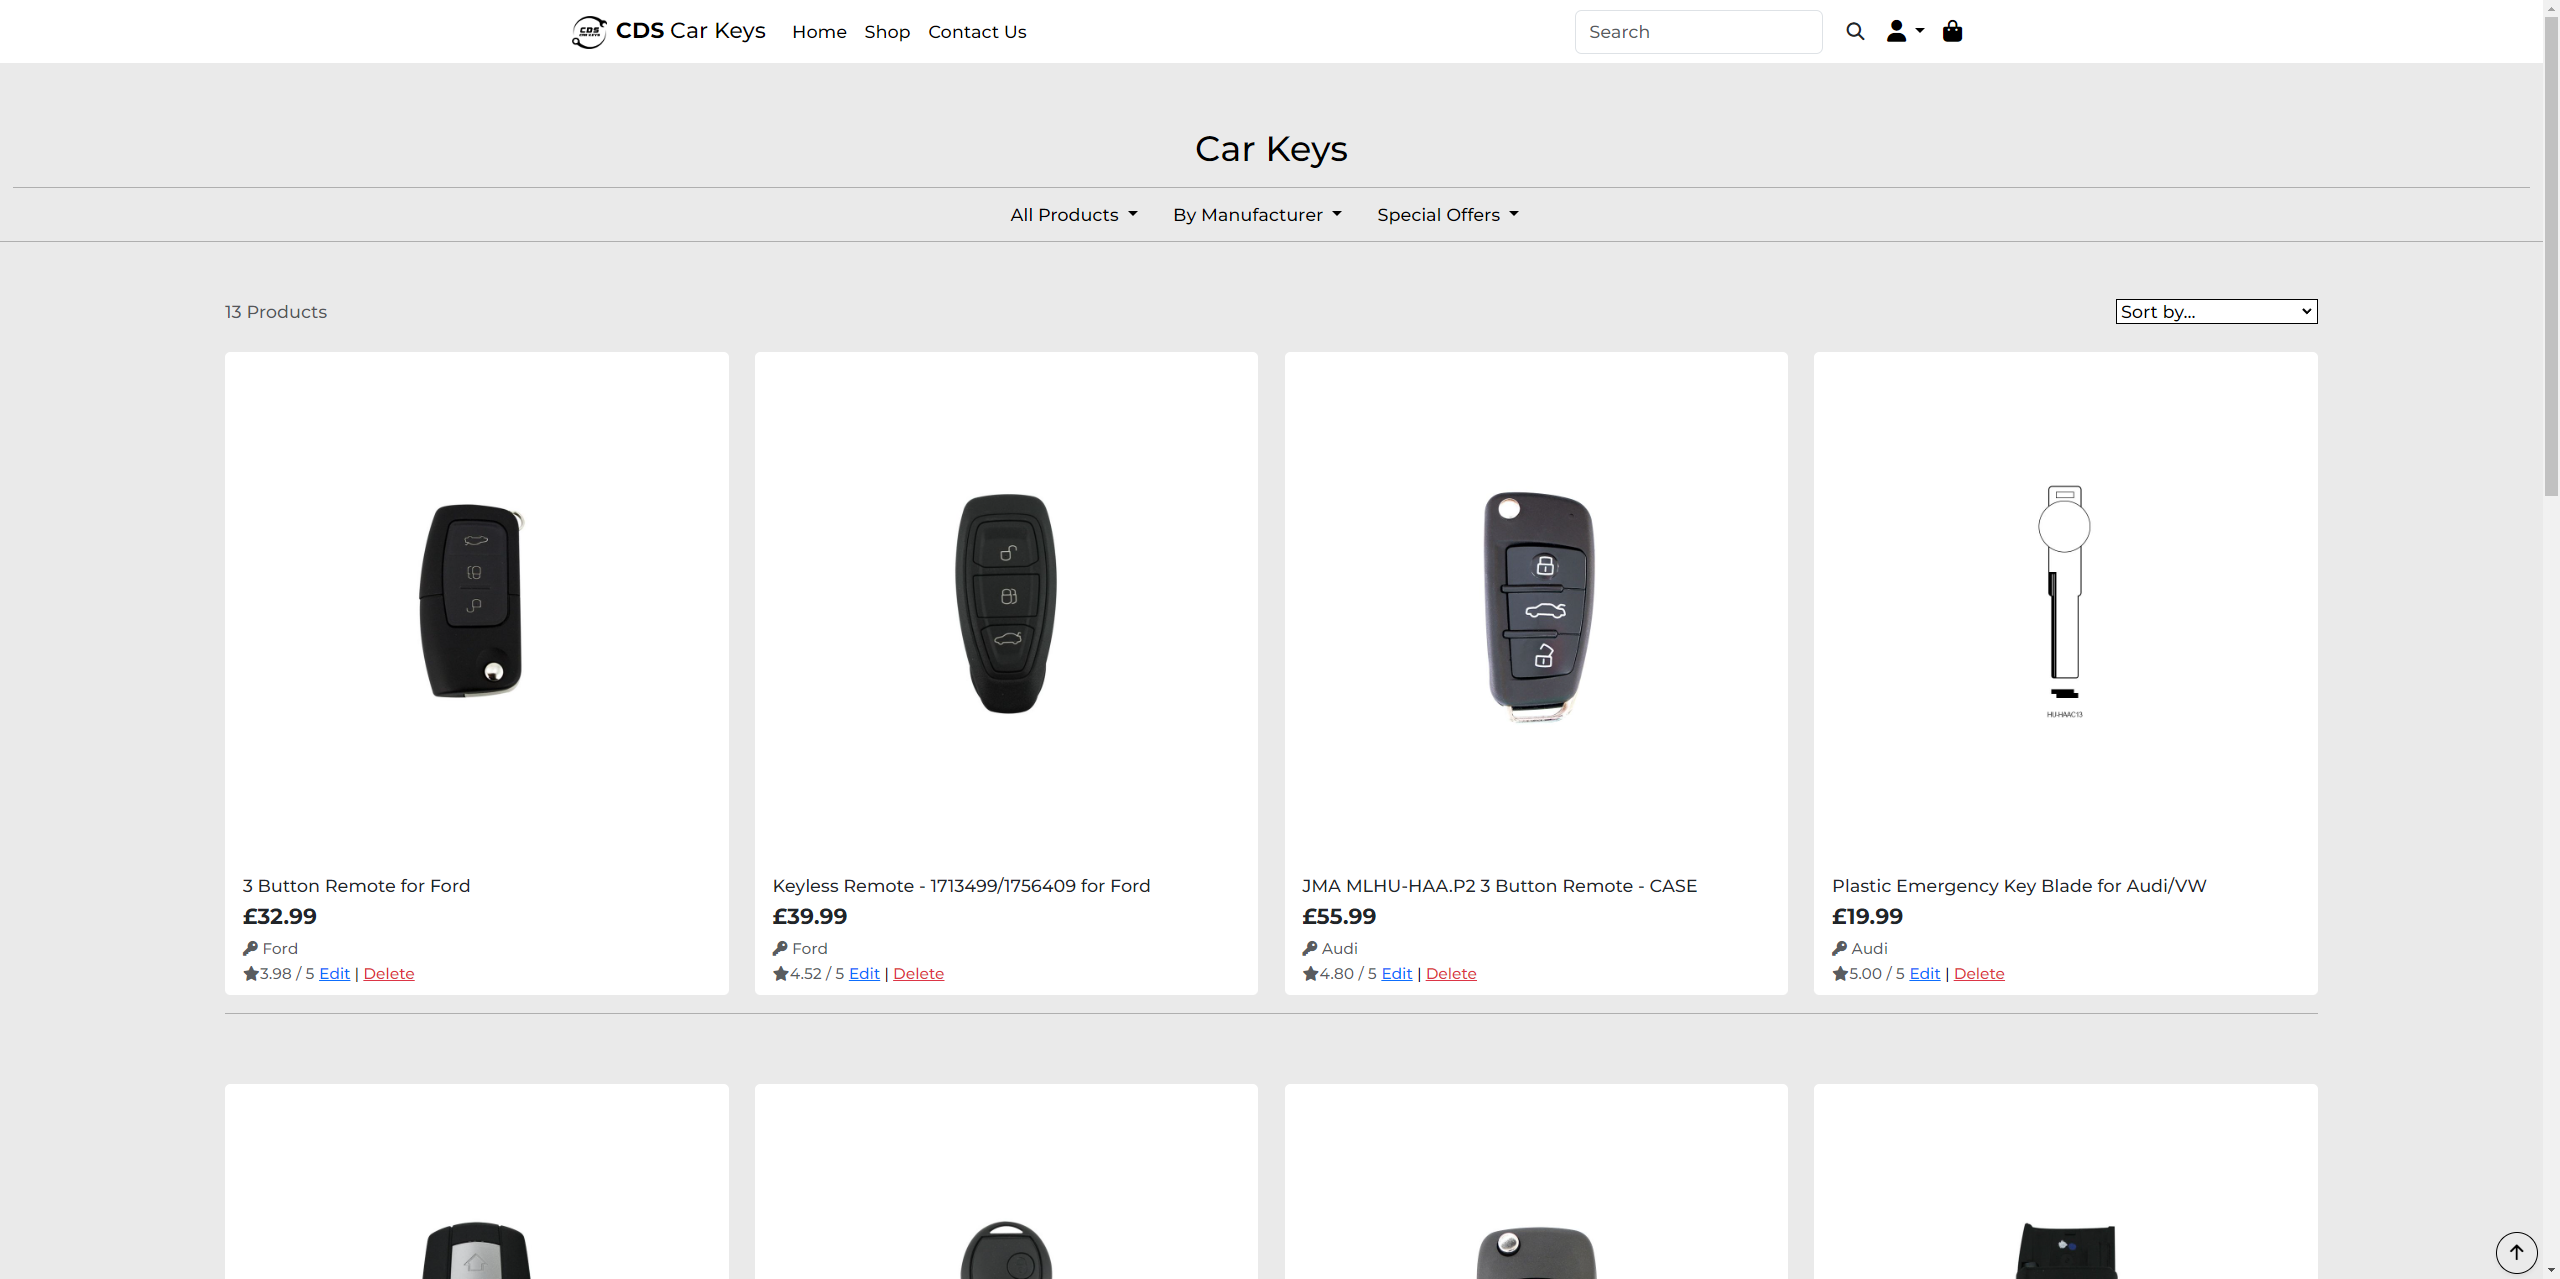 CDS
CAR KEYS
CDS Car Keys
Home
Shop
Contact Us
Search
Car Keys
All Products
By Manufacturer
Special Offers
13 Products
Sort by...
3 Button Remote for Ford
£32.99
Ford
3.98 / 5 Edit | Delete
Keyless Remote - 1713499/1756409 for Ford
£39.99
Ford
4.52 / 5 Edit | Delete
JMA MLHU-HAA.P2 3 Button Remote - CASE
£55.99
Audi
4.80 / 5 Edit | Delete
HU-HAAC13
Plastic Emergency Key Blade for Audi/VW
£19.99
Audi
5.00 / 5 Edit | Delete